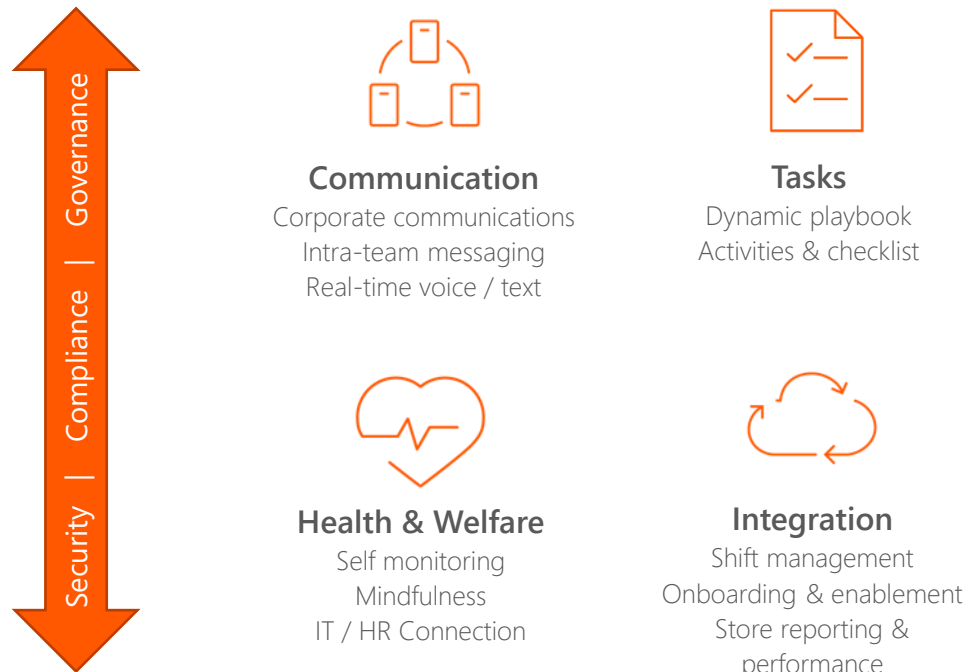 Security | Compliance | Governance
Communication
Corporate communications
Intra-team messaging
Real-time voice / text
Tasks
Dynamic playbook
Activities & checklist
Health & Welfare
Self monitoring
Mindfulness
IT / HR Connection
Integration
Shift management
Onboarding & enablement
Store reporting &
performance